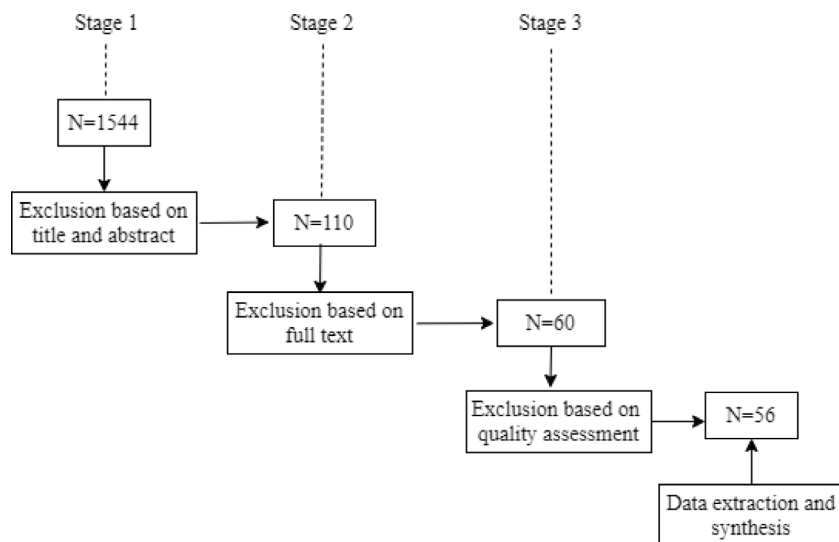 Stage 1
Stage 2
Stage 3
N=1544
Exclusion based on
title and abstract
N=110
Exclusion based on
full text
N=60
Exclusion based on
quality assessment
N=56
Data extraction and
synthesis